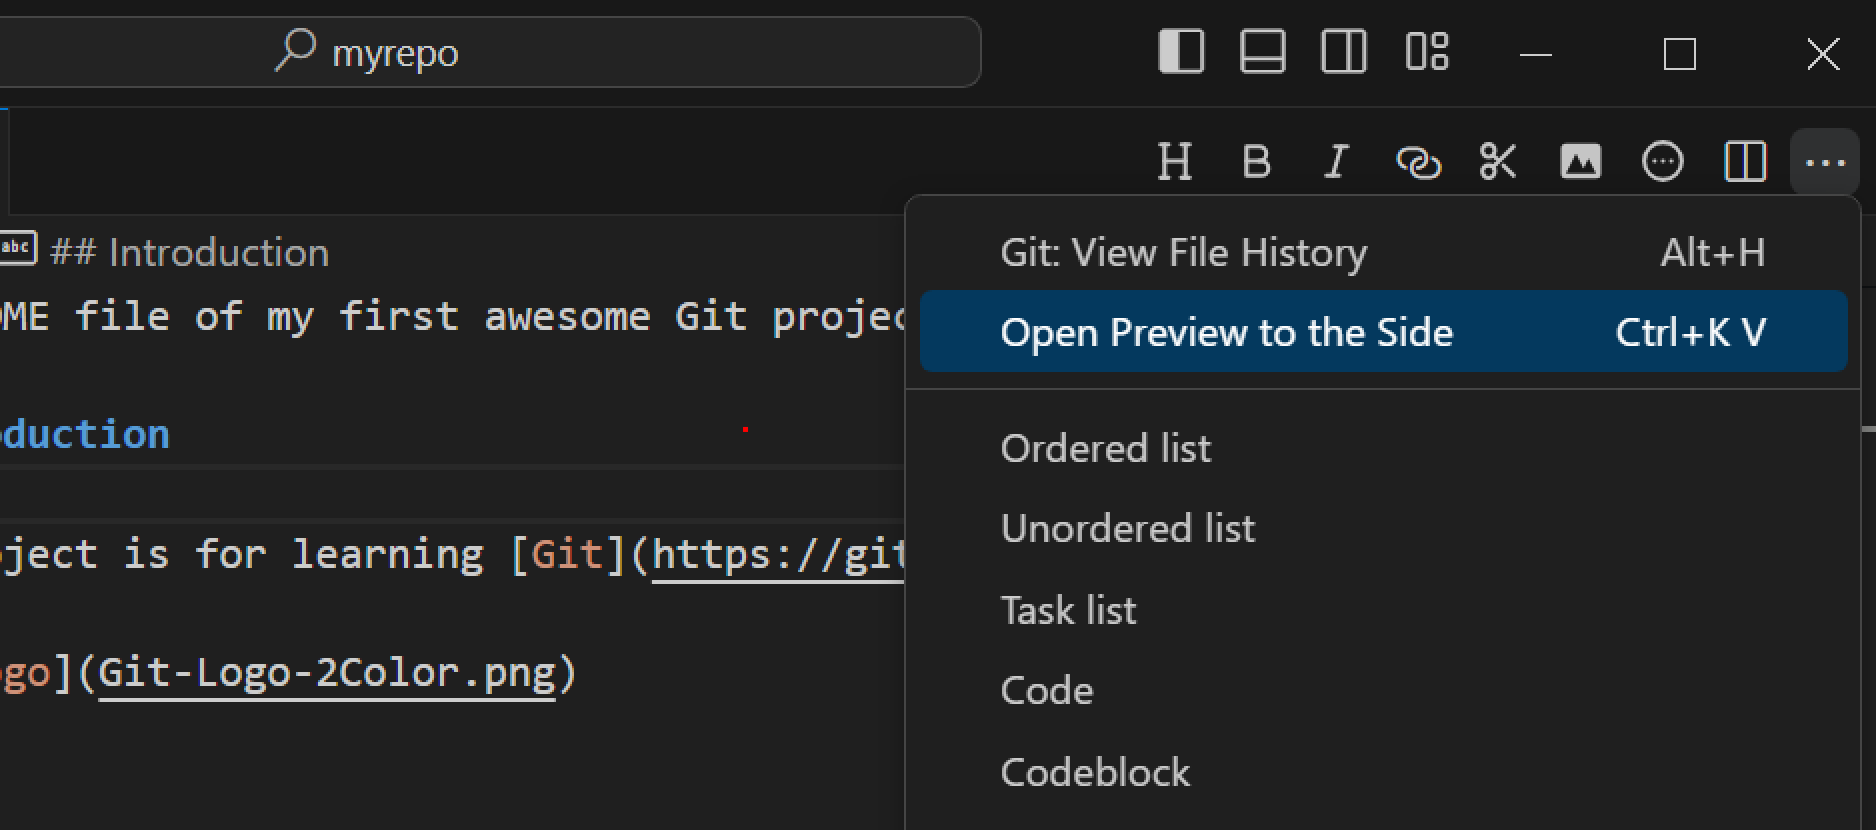 myrepo
H B I
abc ## Introduction
Git: View File History Alt+H
OME file of my first awesome Git projec
Open Preview to the Side Ctrl+K V
oduction
Ordered list
Unordered list
oject is for learning [Git](https://git
Task list
ogo](Git-Logo-2Color.png)
Code
Codeblock